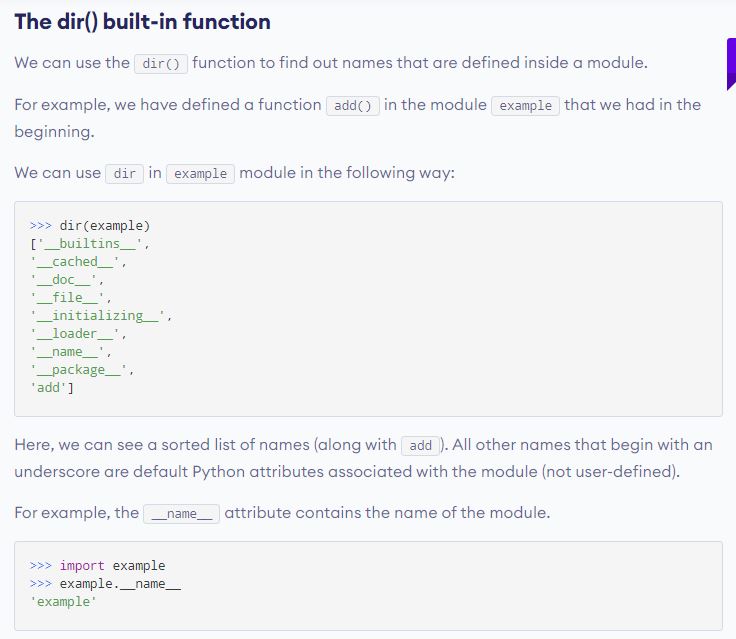 The dir() built-in function
We can use the dir() function to find out names that are defined inside a module.
For example, we have defined a function add() in the module example that we had in the
beginning.
We can use dir in example module in the following way:
>>> dir(example)
['__builtins__',
'__cached__',
'__doc__',
'__file__',
'__initializing__',
'__loader__',
'__name__',
'__package__',
'add']
Here, we can see a sorted list of names (along with add ). All other names that begin with an
underscore are default Python attributes associated with the module (not user-defined).
For example, the __name__ attribute contains the name of the module.
>>> import example
>>> example.__name__
'example'